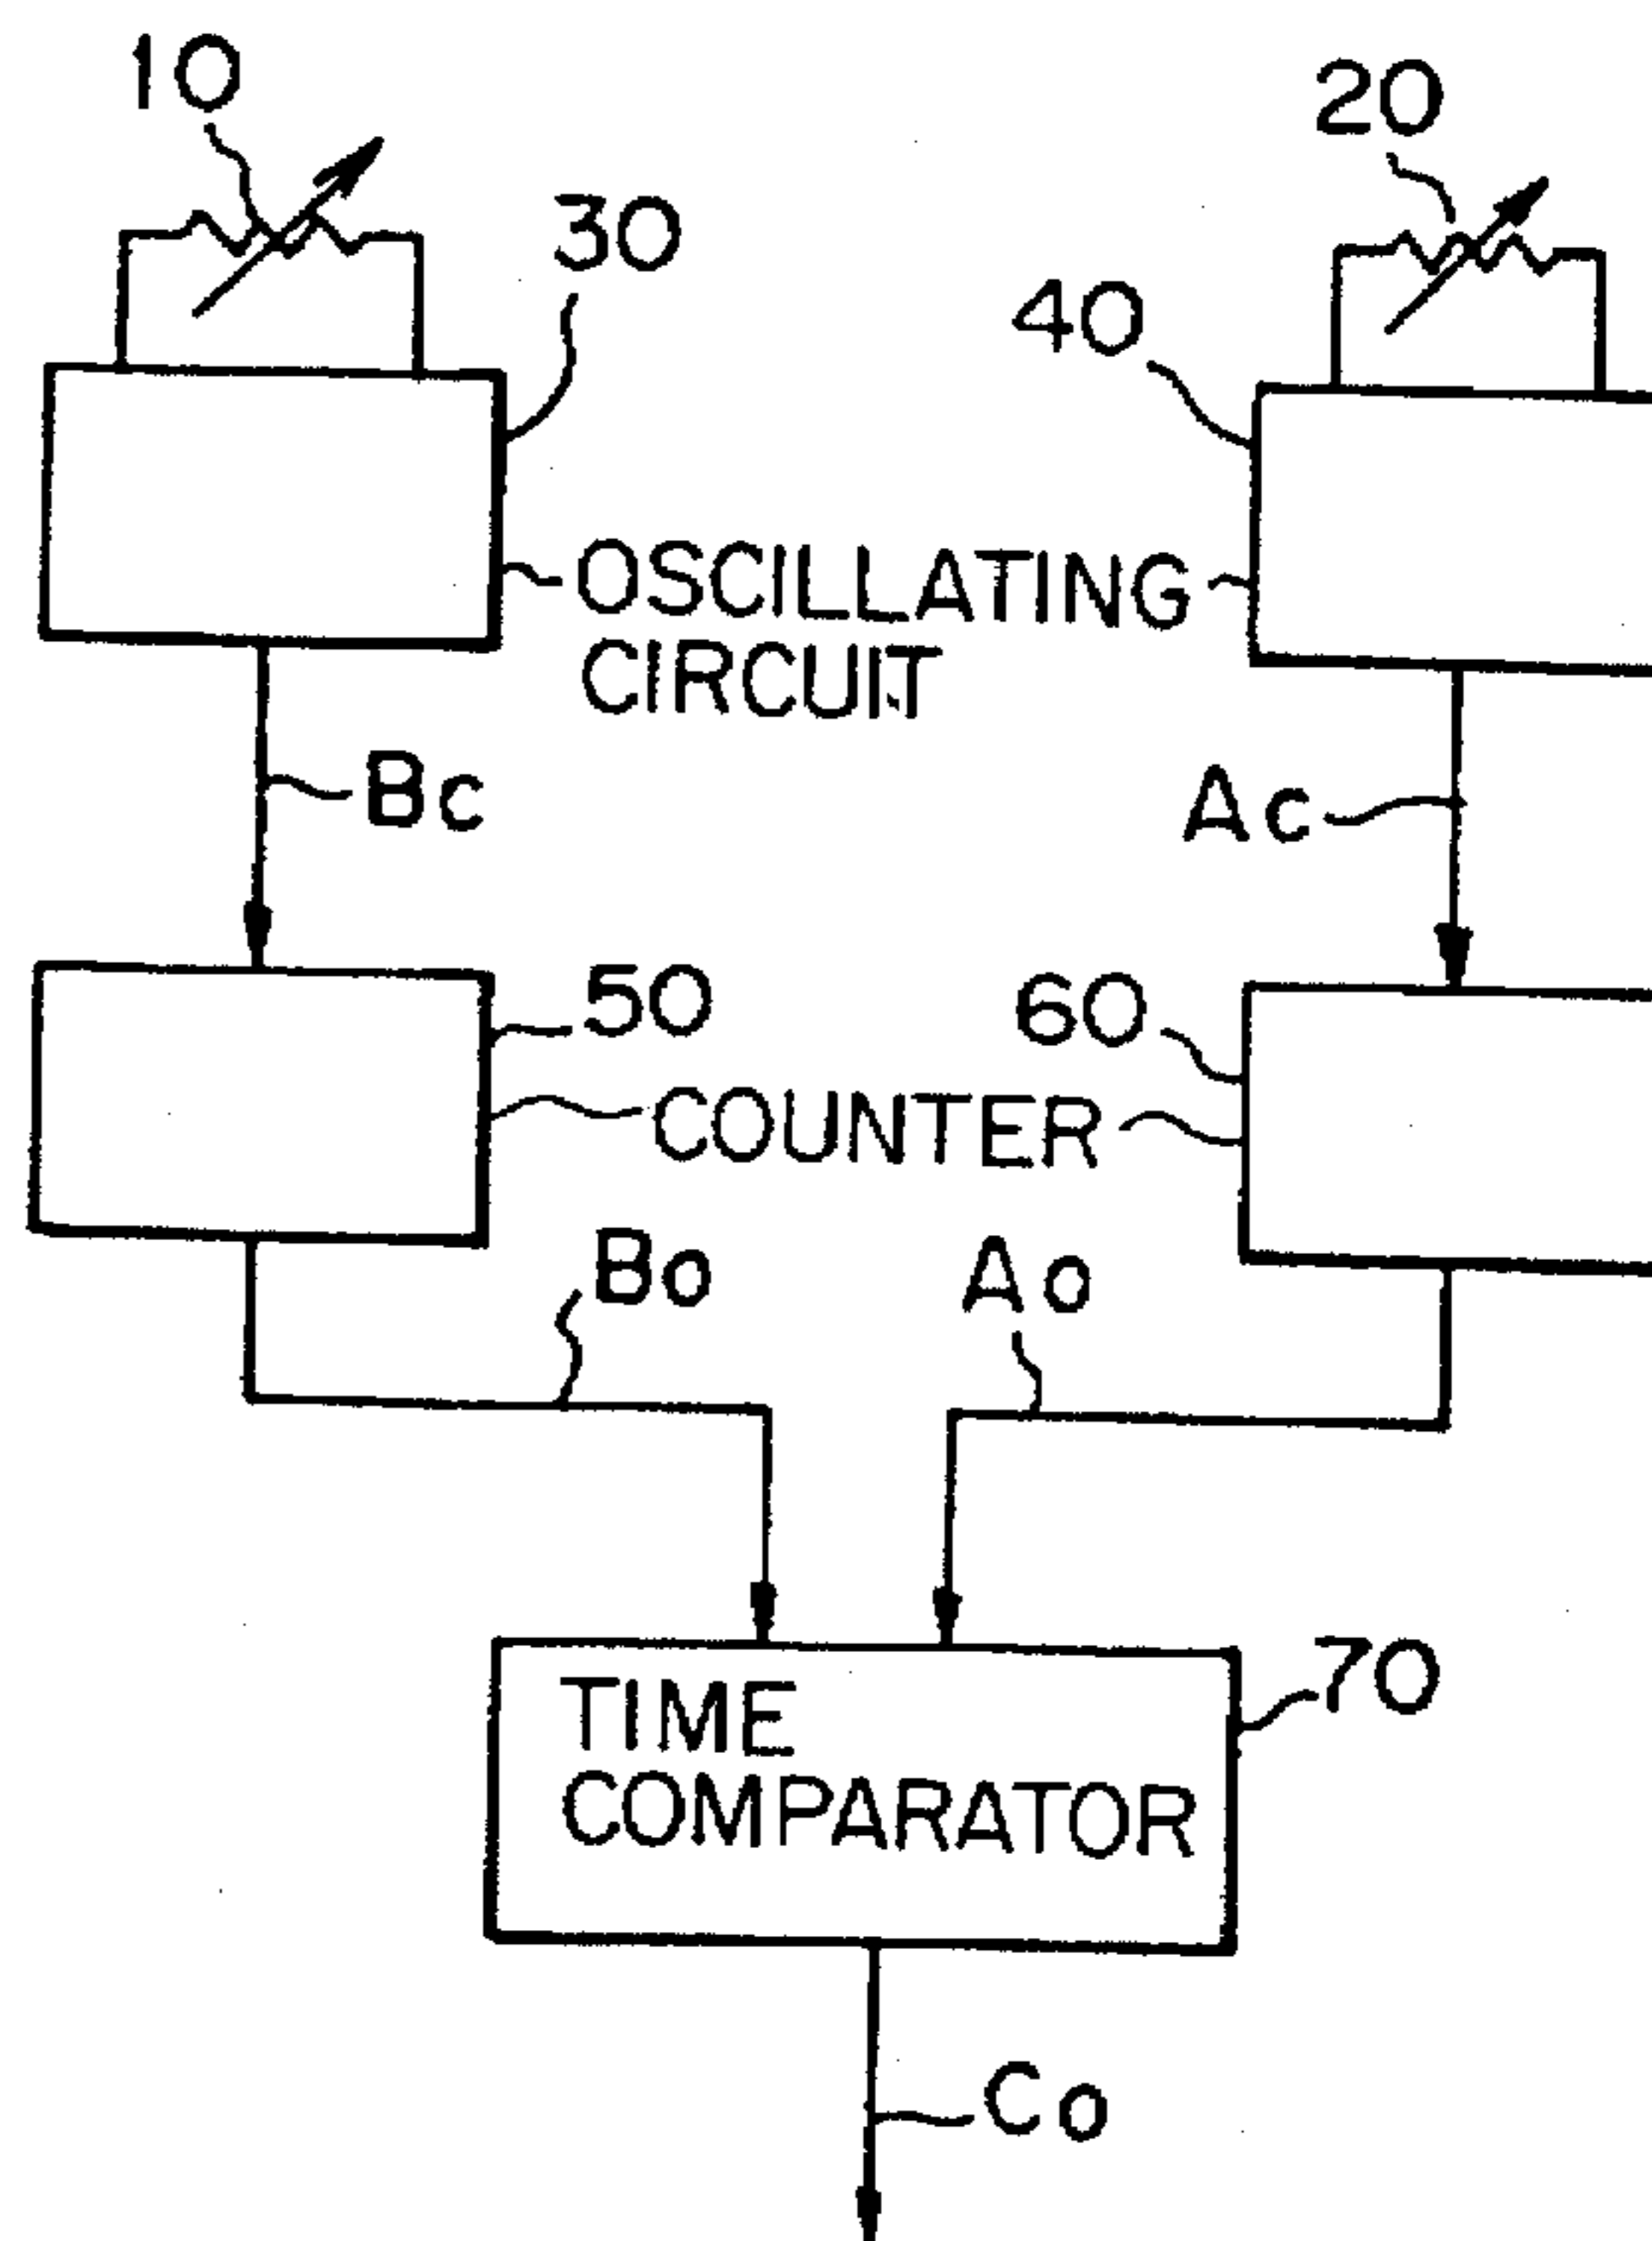 10
20
30
40
OSCILLATING
CIRCUIT
Bc
Ac
50
60
COUNTER
Bo
Ao
70
TIME
COMPARATOR
Co